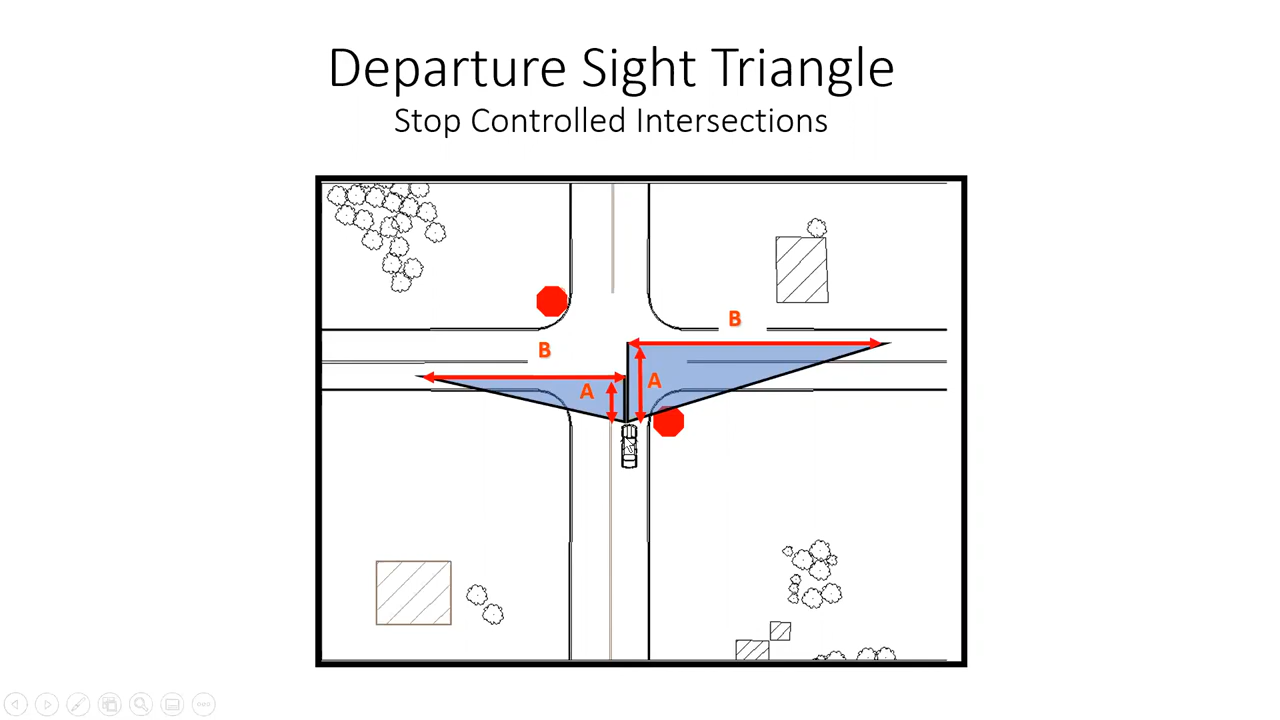 Departure Sight Triangle
Stop Controlled Intersections
B
B
A
A